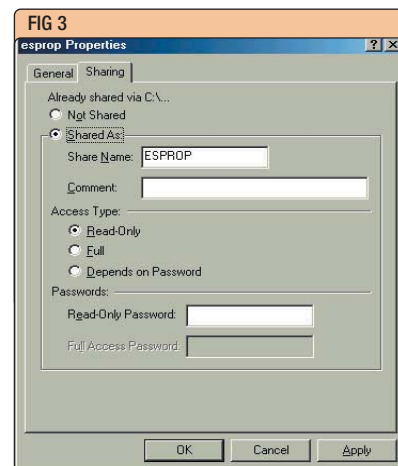 FIG 3
esprop Properties
General Sharing
Already shared via C:\...
Not Shared
Shared As:
Share Name: ESPROP
Comment:
Access Type:
Read-Only
Full
Depends on Password
Passwords:
Read-Only Password:
Full Access Password:
OK Cancel Apply